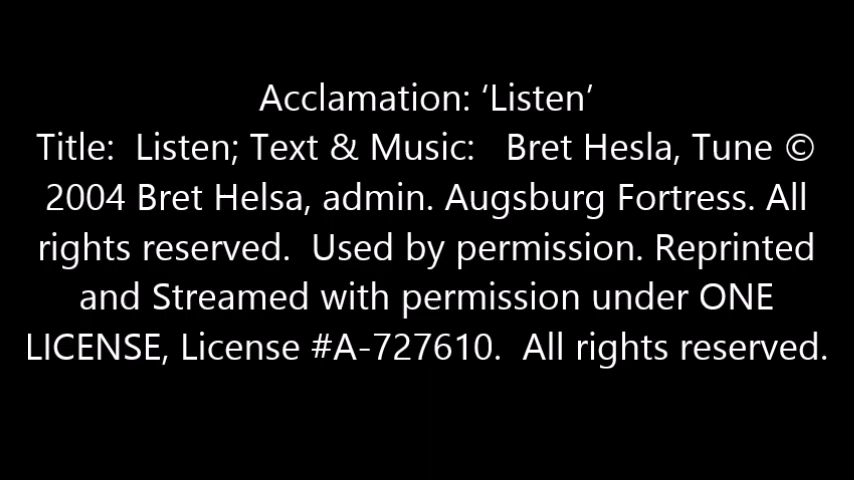 Acclamation: ‘Listen’
Title:  Listen; Text & Music:   Bret Hesla, Tune ©
2004 Bret Helsa, admin. Augsburg Fortress. All
rights reserved.  Used by permission. Reprinted
and Streamed with permission under ONE
LICENSE, License #A-727610.  All rights reserved.